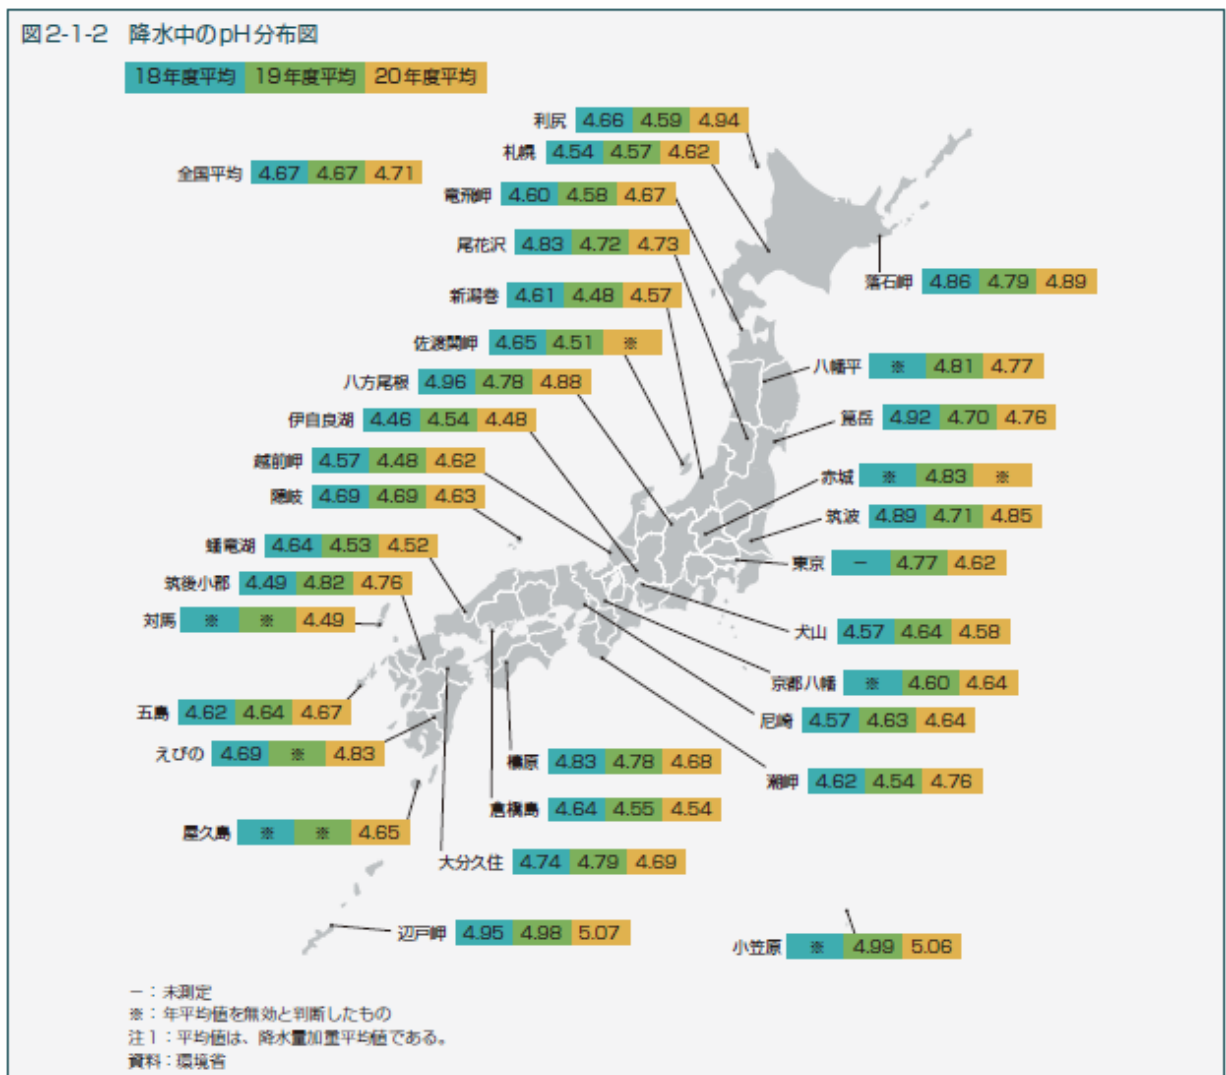 図2-1-2 降水中のpH分布図
18年度平均 19年度平均 20年度平均
利尻 4.66 4.59 4.94
札幌 4.54 4.57 4.62
全国平均 4.67 4.67 4.71
竜飛岬 4.60 4.58 4.67
尾花沢 4.83 4.72 4.73
落石岬 4.86 4.79 4.89
新潟巻 4.61 4.48 4.57
佐渡関岬 4.65 4.51 ※
八幡平 ※ 4.81 4.77
八方尾根 4.96 4.78 4.88
伊自良湖 4.46 4.54 4.48
箟岳 4.92 4.70 4.76
越前岬 4.57 4.48 4.62
赤城 ※ 4.83 ※
隠岐 4.69 4.69 4.63
筑波 4.89 4.71 4.85
蟠竜湖 4.64 4.53 4.52
東京 － 4.77 4.62
筑後小郡 4.49 4.82 4.76
対馬 ※ ※ 4.49
犬山 4.57 4.64 4.58
京都八幡 ※ 4.60 4.64
五島 4.62 4.64 4.67
尼崎 4.57 4.63 4.64
えびの 4.69 ※ 4.83
檮原 4.83 4.78 4.68
潮岬 4.62 4.54 4.76
倉橋島 4.64 4.55 4.54
屋久島 ※ ※ 4.65
大分久住 4.74 4.79 4.69
辺戸岬 4.95 4.98 5.07
小笠原 ※ 4.99 5.06
－：未測定
※：年平均値を無効と判断したもの
注1：平均値は、降水量加重平均値である。
資料：環境省